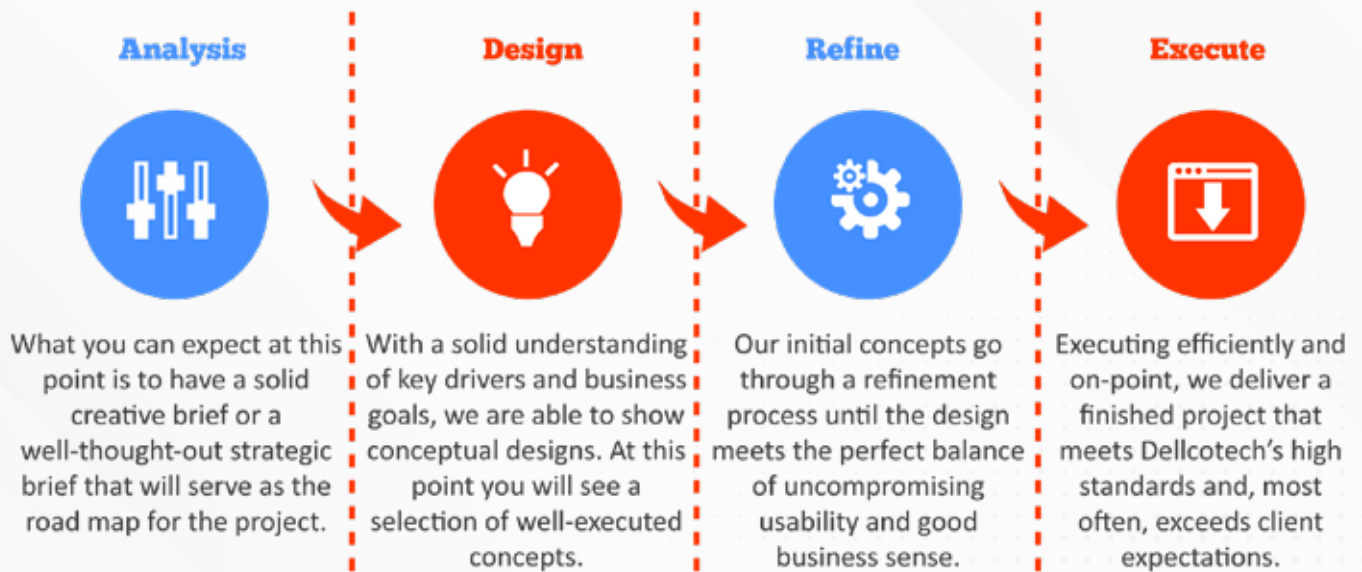 Analysis
What you can expect at this
point is to have a solid
creative brief or a
well-thought-out strategic
brief that will serve as the
road map for the project.
Design
With a solid understanding
of key drivers and business
goals, we are able to show
conceptual designs. At this
point you will see a
selection of well-executed
concepts.
Refine
Our initial concepts go
through a refinement
process until the design
meets the perfect balance
of uncompromising
usability and good
business sense.
Execute
Executing efficiently and
on-point, we deliver a
finished project that
meets Dellcotech's high
standards and, most
often, exceeds client
expectations.